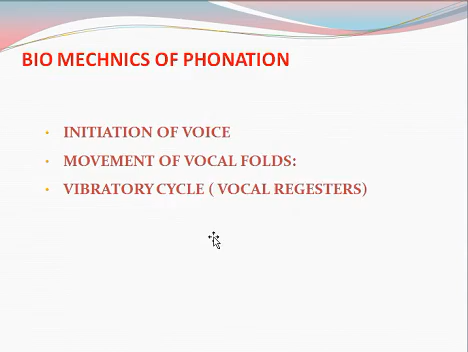 BIO MECHNICS OF PHONATION
• INITIATION OF VOICE
• MOVEMENT OF VOCAL FOLDS:
• VIBRATORY CYCLE ( VOCAL REGESTERS)